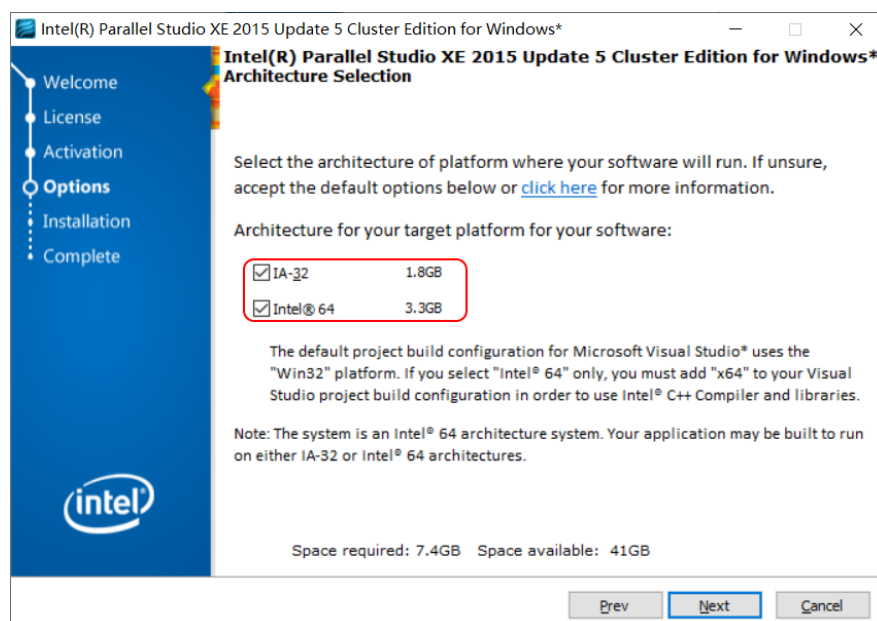 Intel(R) Parallel Studio XE 2015 Update 5 Cluster Edition for Windows*
Intel(R) Parallel Studio XE 2015 Update 5 Cluster Edition for Windows*
Architecture Selection
Welcome
License
Activation
Options
Installation
Complete
Select the architecture of platform where your software will run. If unsure,
accept the default options below or click here for more information.
Architecture for your target platform for your software:
IA-32 1.8GB
Intel® 64 3.3GB
The default project build configuration for Microsoft Visual Studio* uses the
"Win32" platform. If you select "Intel® 64" only, you must add "x64" to your Visual
Studio project build configuration in order to use Intel® C++ Compiler and libraries.
Note: The system is an Intel® 64 architecture system. Your application may be built to run
on either IA-32 or Intel® 64 architectures.
intel®
Space required: 7.4GB Space available: 41GB
Prev Next Cancel